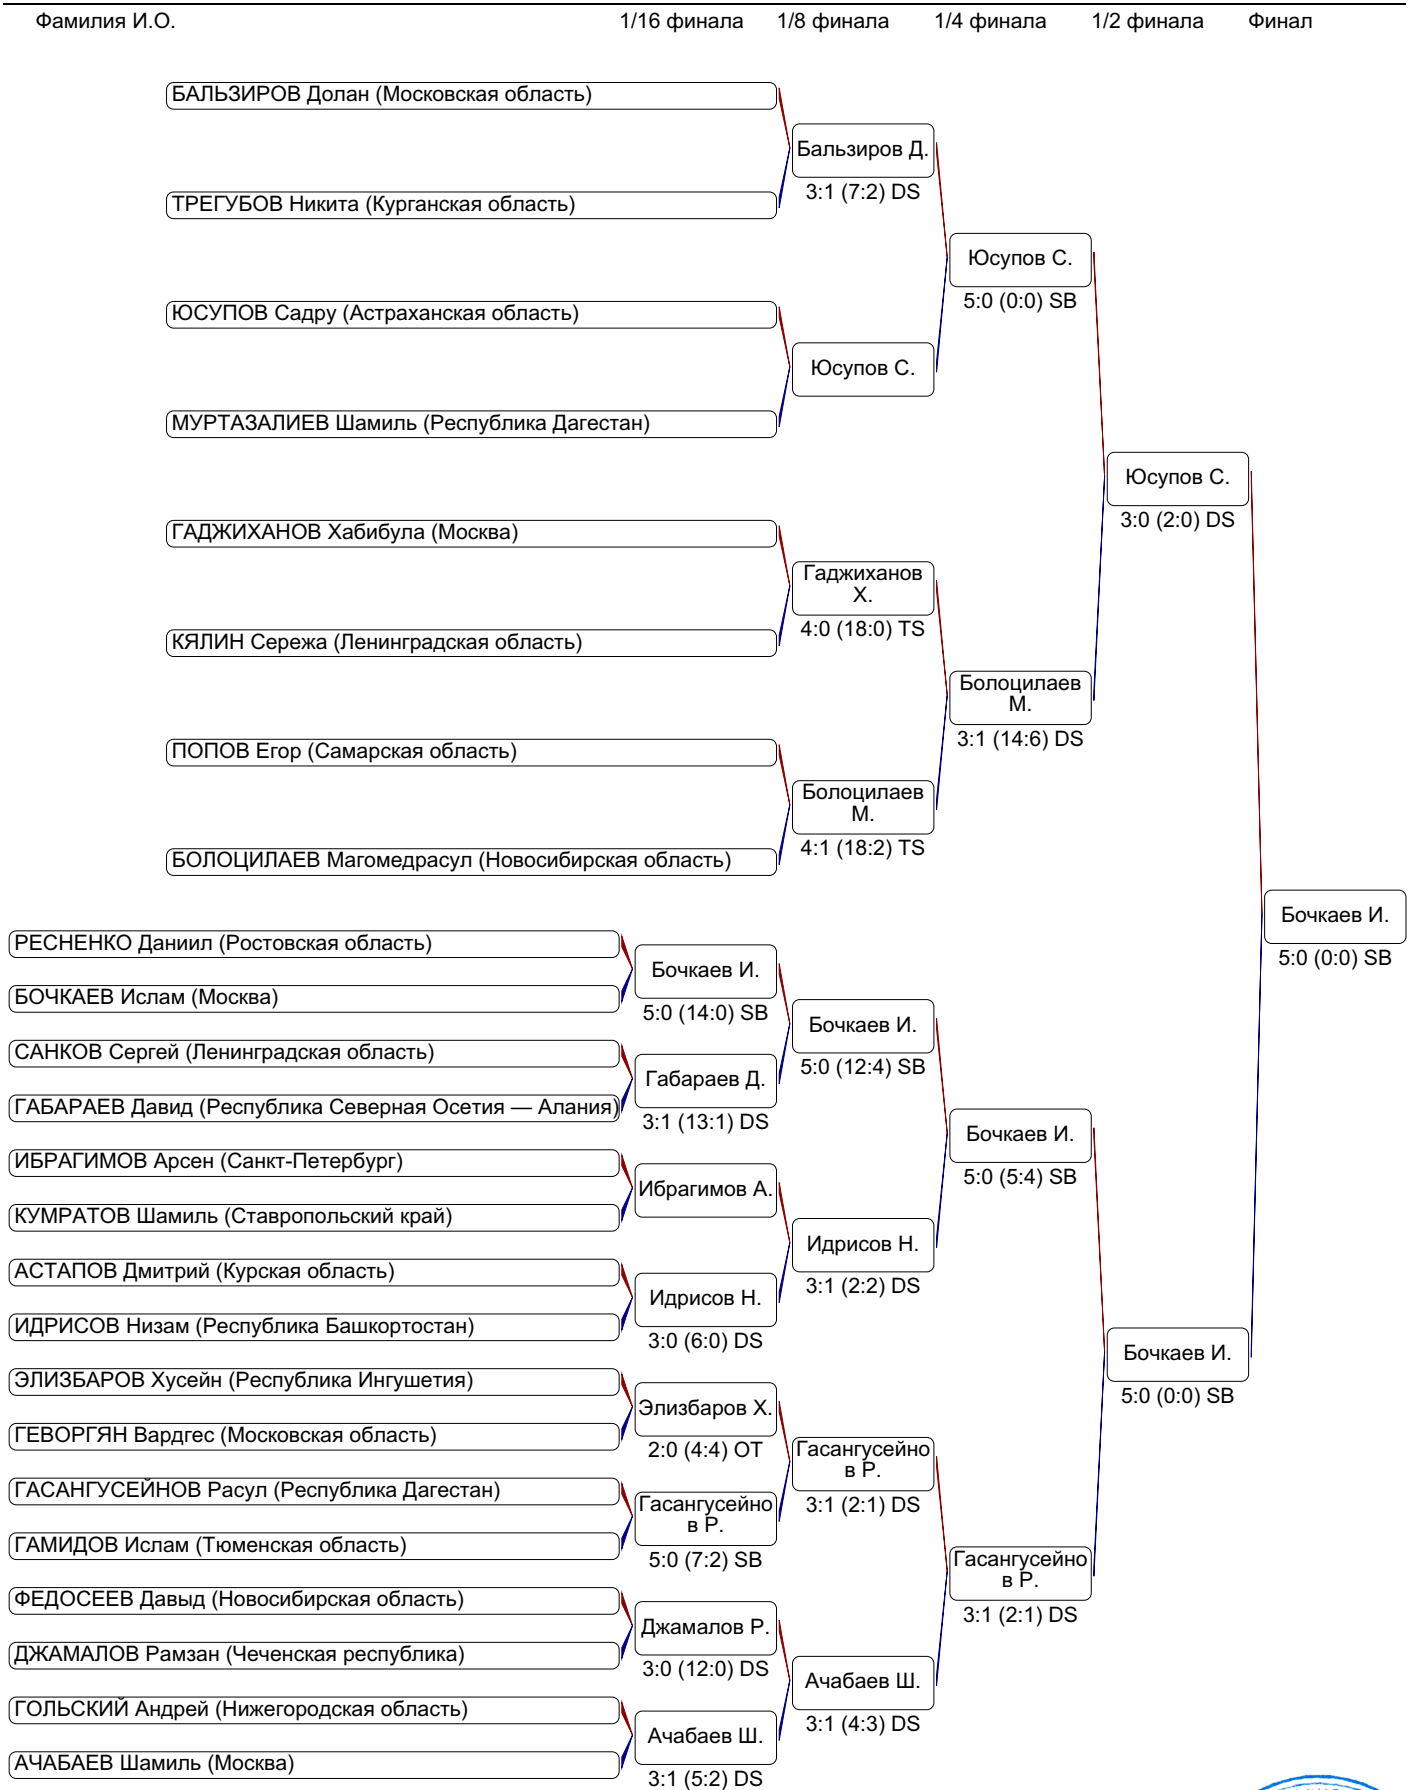 Фамилия И.О. 1/16 финала 1/8 финала 1/4 финала 1/2 финала Финал
БАЛЬЗИРОВ Долан (Московская область)
Бальзиров Д.
3:1 (7:2) DS
ТРЕГУБОВ Никита (Курганская область)
Юсупов С.
5:0 (0:0) SB
ЮСУПОВ Садру (Астраханская область)
Юсупов С.
МУРТАЗАЛИЕВ Шамиль (Республика Дагестан)
Юсупов С.
3:0 (2:0) DS
ГАДЖИХАНОВ Хабибула (Москва)
Гаджиханов
Х.
4:0 (18:0) TS
КЯЛИН Сережа (Ленинградская область)
Болоцилаев
М.
3:1 (14:6) DS
ПОПОВ Егор (Самарская область)
Болоцилаев
М.
4:1 (18:2) TS
БОЛОЦИЛАЕВ Магомедрасул (Новосибирская область)
Бочкаев И.
5:0 (0:0) SB
РЕСНЕНКО Даниил (Ростовская область)
Бочкаев И.
5:0 (14:0) SB
БОЧКАЕВ Ислам (Москва)
Бочкаев И.
5:0 (12:4) SB
САНКОВ Сергей (Ленинградская область)
Габараев Д.
3:1 (13:1) DS
ГАБАРАЕВ Давид (Республика Северная Осетия — Алания)
Бочкаев И.
5:0 (5:4) SB
ИБРАГИМОВ Арсен (Санкт-Петербург)
Ибрагимов А.
КУМРАТОВ Шамиль (Ставропольский край)
Идрисов Н.
3:1 (2:2) DS
АСТАПОВ Дмитрий (Курская область)
Идрисов Н.
3:0 (6:0) DS
ИДРИСОВ Низам (Республика Башкортостан)
Бочкаев И.
5:0 (0:0) SB
ЭЛИЗБАРОВ Хусейн (Республика Ингушетия)
Элизбаров Х.
2:0 (4:4) OT
ГЕВОРГЯН Вардгес (Московская область)
Гасангусейно
в Р.
3:1 (2:1) DS
ГАСАНГУСЕЙНОВ Расул (Республика Дагестан)
Гасангусейно
в Р.
5:0 (7:2) SB
ГАМИДОВ Ислам (Тюменская область)
Гасангусейно
в Р.
3:1 (2:1) DS
ФЕДОСЕЕВ Давыд (Новосибирская область)
Джамалов Р.
3:0 (12:0) DS
ДЖАМАЛОВ Рамзан (Чеченская республика)
Ачабаев Ш.
3:1 (4:3) DS
ГОЛЬСКИЙ Андрей (Нижегородская область)
Ачабаев Ш.
3:1 (5:2) DS
АЧАБАЕВ Шамиль (Москва)